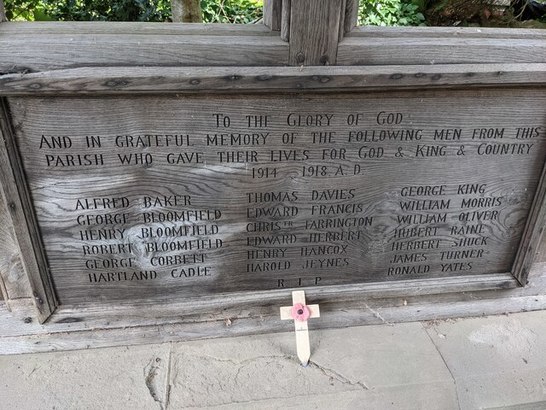 TO THE GLORY OF GOD
AND IN GRATEFUL MEMORY OF THE FOLLOWING MEN FROM THIS
PARISH WHO GAVE THEIR LIVES FOR GOD & KING & COUNTRY
1914 - 1918 A.D.
ALFRED BAKER
GEORGE BLOOMFIELD
HENRY BLOOMFIELD
ROBERT BLOOMFIELD
GEORGE CORBETT
HARTLAND CADLE
THOMAS DAVIES
EDWARD FRANCIS
CHRISTR FARRINGTON
EDWARD HERBERT
HENRY HANCOX
HAROLD JEYNES
GEORGE KING
WILLIAM MORRIS
WILLIAM OLIVER
HUBERT RAINE
HERBERT SHUCK
JAMES TURNER
RONALD YATES
R.I.P